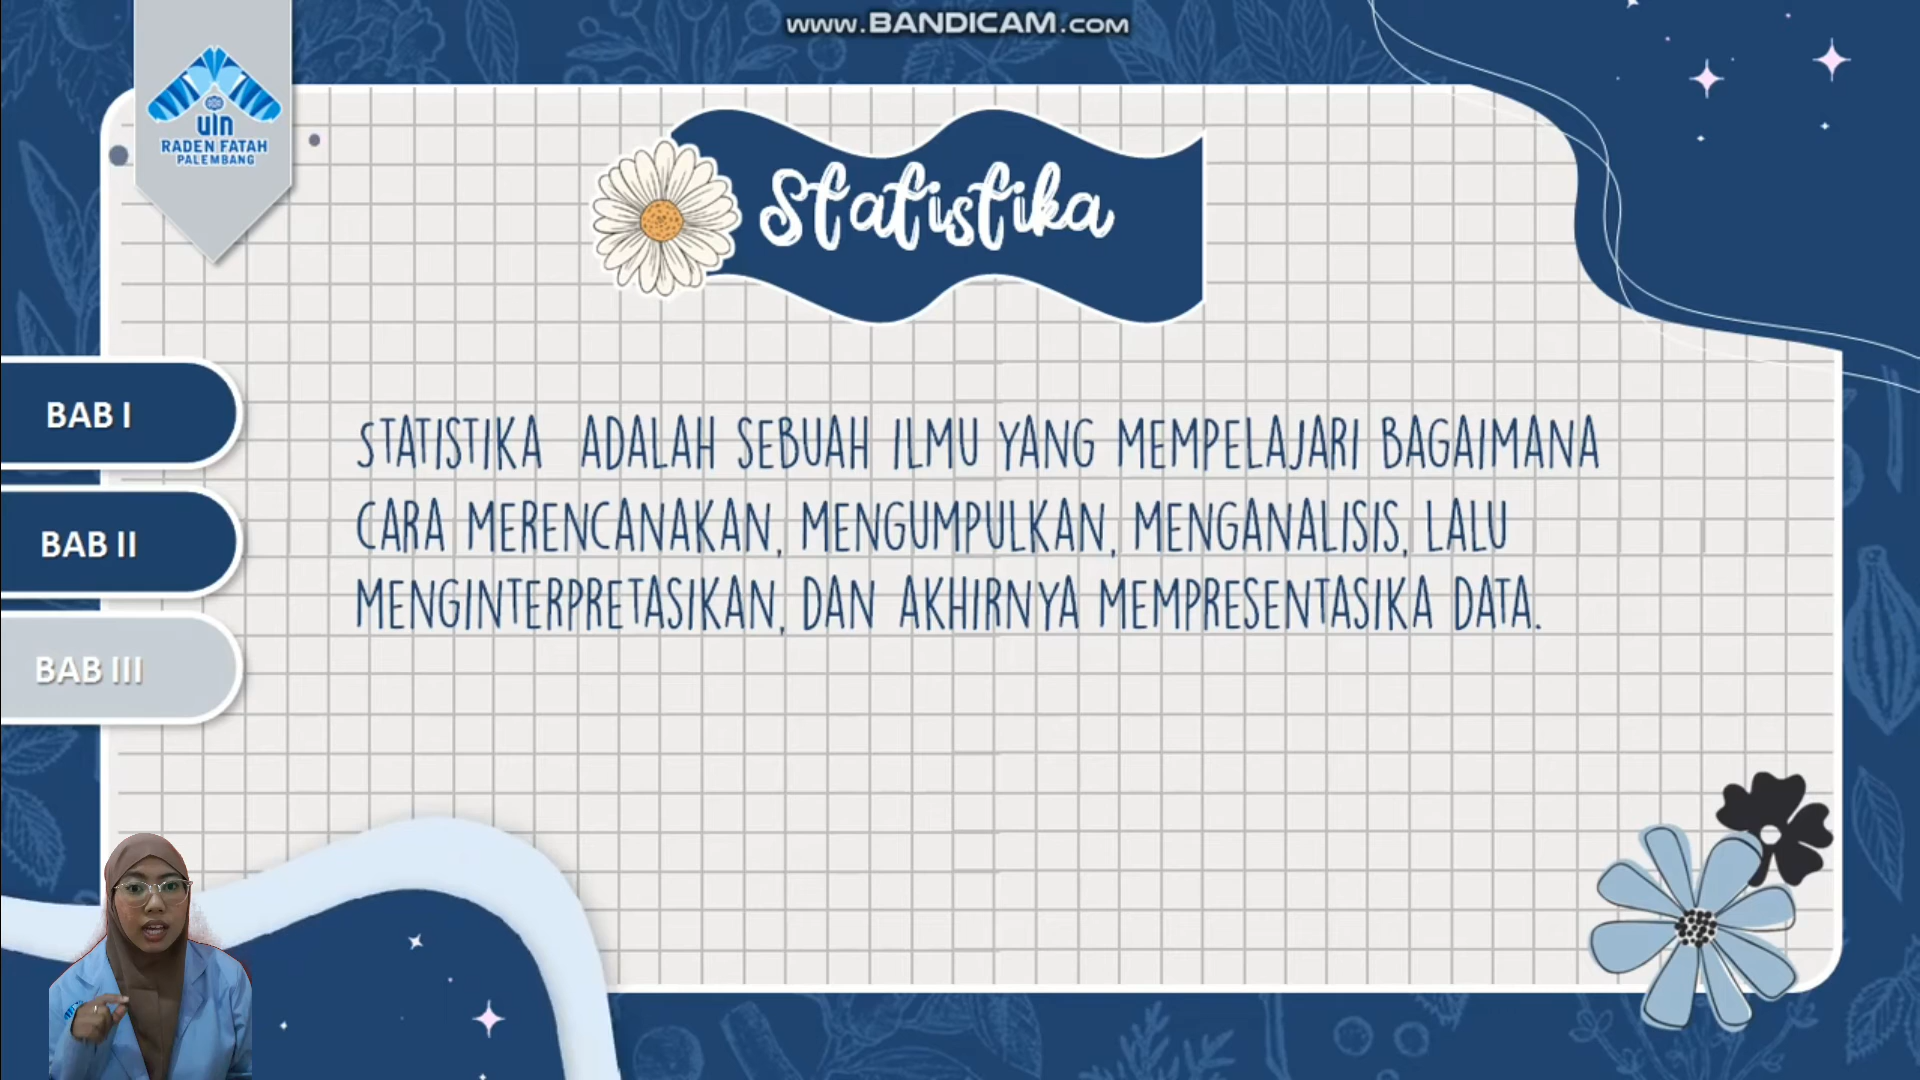 www.BANDICAM.com
uin
RADEN FATAH
PALEMBANG
Statistika
BAB I
BAB II
BAB III
STATISTIKA ADALAH SEBUAH ILMU YANG MEMPELAJARI BAGAIMANA
CARA MERENCANAKAN, MENGUMPULKAN, MENGANALISIS, LALU
MENGINTERPRETASIKAN, DAN AKHIRNYA MEMPRESENTASIKA DATA.